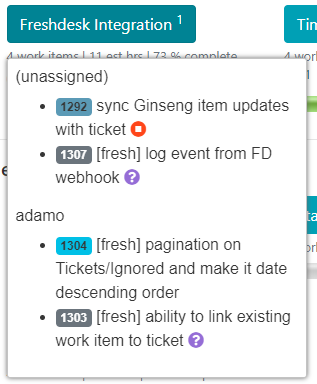 Freshdesk Integration 1
Tin
4 work items | 11 est hrs | 73 % complete
4 wor
(unassigned)
1292 sync Ginseng item updates
with ticket
1307 [fresh] log event from FD
webhook ?
adamo
1304 [fresh] pagination on
Tickets/Ignored and make it date
descending order
1303 [fresh] ability to link existing
work item to ticket ?